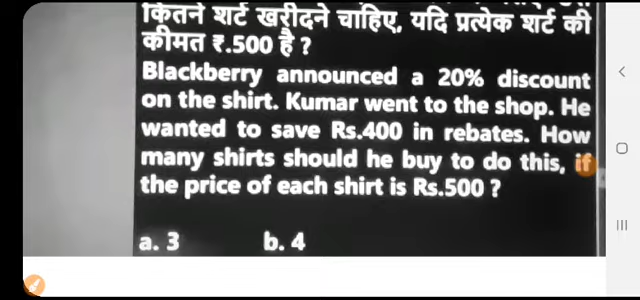 कितने शर्ट खरीदने चाहिए, यदि प्रत्येक शर्ट की
कीमत ₹.500 है ?
Blackberry announced a 20% discount
on the shirt. Kumar went to the shop. He
wanted to save Rs.400 in rebates. How
many shirts should he buy to do this, if
the price of each shirt is Rs.500 ?
a. 3 b. 4